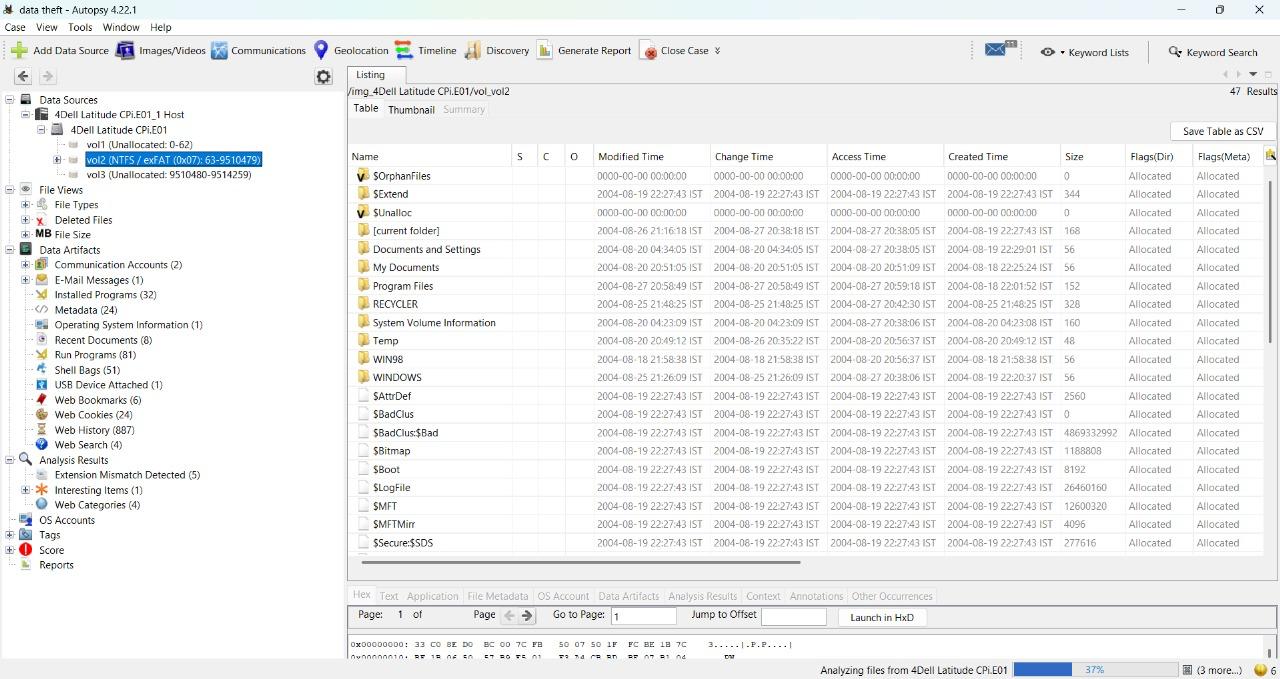 data theft - Autopsy 4.22.1
Case View Tools Window Help
Add Data Source Images/Videos Communications Geolocation Timeline Discovery Generate Report Close Case Keyword Lists Keyword Search
Listing
/img_4Dell Latitude CPi.E01/vol_vol2 47 Results
Table Thumbnail Summary
Save Table as CSV
Data Sources
4Dell Latitude CPi.E01_1 Host
4Dell Latitude CPi.E01
vol1 (Unallocated: 0-62)
vol2 (NTFS / exFAT (0x07): 63-9510479)
vol3 (Unallocated: 9510480-9514259)
File Views
File Types
Deleted Files
MB File Size
Data Artifacts
Communication Accounts (2)
E-Mail Messages (1)
Installed Programs (32)
Metadata (24)
Operating System Information (1)
Recent Documents (8)
Run Programs (81)
Shell Bags (51)
USB Device Attached (1)
Web Bookmarks (6)
Web Cookies (24)
Web History (887)
Web Search (4)
Analysis Results
Extension Mismatch Detected (5)
Interesting Items (1)
Web Categories (4)
OS Accounts
Tags
Score
Reports
Name S C O Modified Time Change Time Access Time Created Time Size Flags(Dir) Flags(Meta)
$OrphanFiles 0000-00-00 00:00:00 0000-00-00 00:00:00 0000-00-00 00:00:00 0000-00-00 00:00:00 0 Allocated Allocated
$Extend 2004-08-19 22:27:43 IST 2004-08-19 22:27:43 IST 2004-08-19 22:27:43 IST 2004-08-19 22:27:43 IST 344 Allocated Allocated
$Unalloc 0000-00-00 00:00:00 0000-00-00 00:00:00 0000-00-00 00:00:00 0000-00-00 00:00:00 0 Allocated Allocated
[current folder] 2004-08-26 21:16:18 IST 2004-08-27 20:38:18 IST 2004-08-27 20:38:05 IST 2004-08-19 22:27:43 IST 168 Allocated Allocated
Documents and Settings 2004-08-20 04:34:05 IST 2004-08-20 04:34:05 IST 2004-08-27 20:38:05 IST 2004-08-19 22:29:01 IST 56 Allocated Allocated
My Documents 2004-08-20 20:51:05 IST 2004-08-20 20:51:05 IST 2004-08-20 20:51:09 IST 2004-08-18 22:25:24 IST 56 Allocated Allocated
Program Files 2004-08-27 20:58:49 IST 2004-08-27 20:58:49 IST 2004-08-27 20:59:18 IST 2004-08-18 22:01:52 IST 152 Allocated Allocated
RECYCLER 2004-08-25 21:48:25 IST 2004-08-25 21:48:25 IST 2004-08-27 20:42:30 IST 2004-08-25 21:48:25 IST 328 Allocated Allocated
System Volume Information 2004-08-20 04:23:09 IST 2004-08-20 04:23:09 IST 2004-08-27 20:38:06 IST 2004-08-20 04:23:08 IST 160 Allocated Allocated
Temp 2004-08-20 20:49:12 IST 2004-08-26 20:35:22 IST 2004-08-20 20:56:37 IST 2004-08-20 20:49:12 IST 48 Allocated Allocated
WIN98 2004-08-18 21:58:38 IST 2004-08-18 21:58:38 IST 2004-08-20 20:56:37 IST 2004-08-18 21:58:38 IST 56 Allocated Allocated
WINDOWS 2004-08-25 21:26:09 IST 2004-08-25 21:26:09 IST 2004-08-27 20:38:06 IST 2004-08-19 22:20:37 IST 56 Allocated Allocated
$AttrDef 2004-08-19 22:27:43 IST 2004-08-19 22:27:43 IST 2004-08-19 22:27:43 IST 2004-08-19 22:27:43 IST 2560 Allocated Allocated
$BadClus 2004-08-19 22:27:43 IST 2004-08-19 22:27:43 IST 2004-08-19 22:27:43 IST 2004-08-19 22:27:43 IST 0 Allocated Allocated
$BadClus:$Bad 2004-08-19 22:27:43 IST 2004-08-19 22:27:43 IST 2004-08-19 22:27:43 IST 2004-08-19 22:27:43 IST 4869332992 Allocated Allocated
$Bitmap 2004-08-19 22:27:43 IST 2004-08-19 22:27:43 IST 2004-08-19 22:27:43 IST 2004-08-19 22:27:43 IST 1188808 Allocated Allocated
$Boot 2004-08-19 22:27:43 IST 2004-08-19 22:27:43 IST 2004-08-19 22:27:43 IST 2004-08-19 22:27:43 IST 8192 Allocated Allocated
$LogFile 2004-08-19 22:27:43 IST 2004-08-19 22:27:43 IST 2004-08-19 22:27:43 IST 2004-08-19 22:27:43 IST 26460160 Allocated Allocated
$MFT 2004-08-19 22:27:43 IST 2004-08-19 22:27:43 IST 2004-08-19 22:27:43 IST 2004-08-19 22:27:43 IST 12600320 Allocated Allocated
$MFTMirr 2004-08-19 22:27:43 IST 2004-08-19 22:27:43 IST 2004-08-19 22:27:43 IST 2004-08-19 22:27:43 IST 4096 Allocated Allocated
$Secure:$SDS 2004-08-19 22:27:43 IST 2004-08-19 22:27:43 IST 2004-08-19 22:27:43 IST 2004-08-19 22:27:43 IST 277616 Allocated Allocated
Hex Text Application File Metadata OS Account Data Artifacts Analysis Results Context Annotations Other Occurrences
Page: 1 of Page Go to Page: 1 Jump to Offset Launch in HxD
0x00000000: 33 C0 8E D0 BC 00 7C FB 50 07 50 1F FC BE 1B 7C 3.....|.P.P....|
Analyzing files from 4Dell Latitude CPi.E01 37% (3 more...) 6